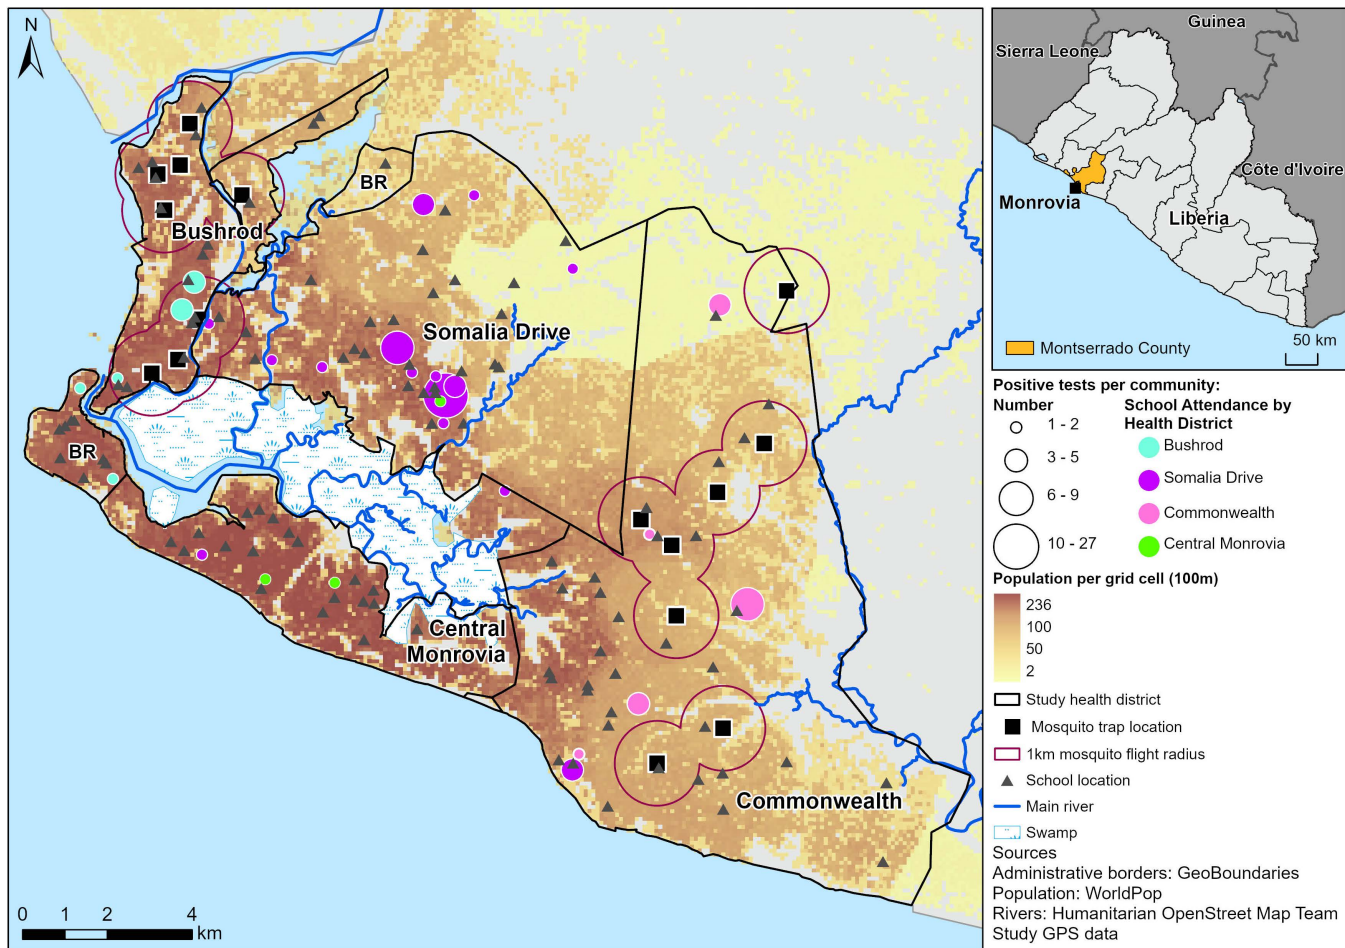 N
BR
Bushrod
Somalia Drive
BR
Central
Monrovia
Commonwealth
0 1 2 4
km
Guinea
Sierra Leone
Côte d'Ivoire
Monrovia
Liberia
Montserrado County
50 km
Positive tests per community:
Number
1 - 2
3 - 5
6 - 9
10 - 27
School Attendance by
Health District
Bushrod
Somalia Drive
Commonwealth
Central Monrovia
Population per grid cell (100m)
236
100
50
2
Study health district
Mosquito trap location
1km mosquito flight radius
School location
Main river
Swamp
Sources
Administrative borders: GeoBoundaries
Population: WorldPop
Rivers: Humanitarian OpenStreet Map Team
Study GPS data